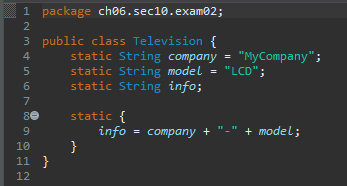 1 package ch06.sec10.exam02;
2
3 public class Television {
4     static String company = "MyCompany";
5     static String model = "LCD";
6     static String info;
7
8     static {
9         info = company + "-" + model;
10     }
11 }
12